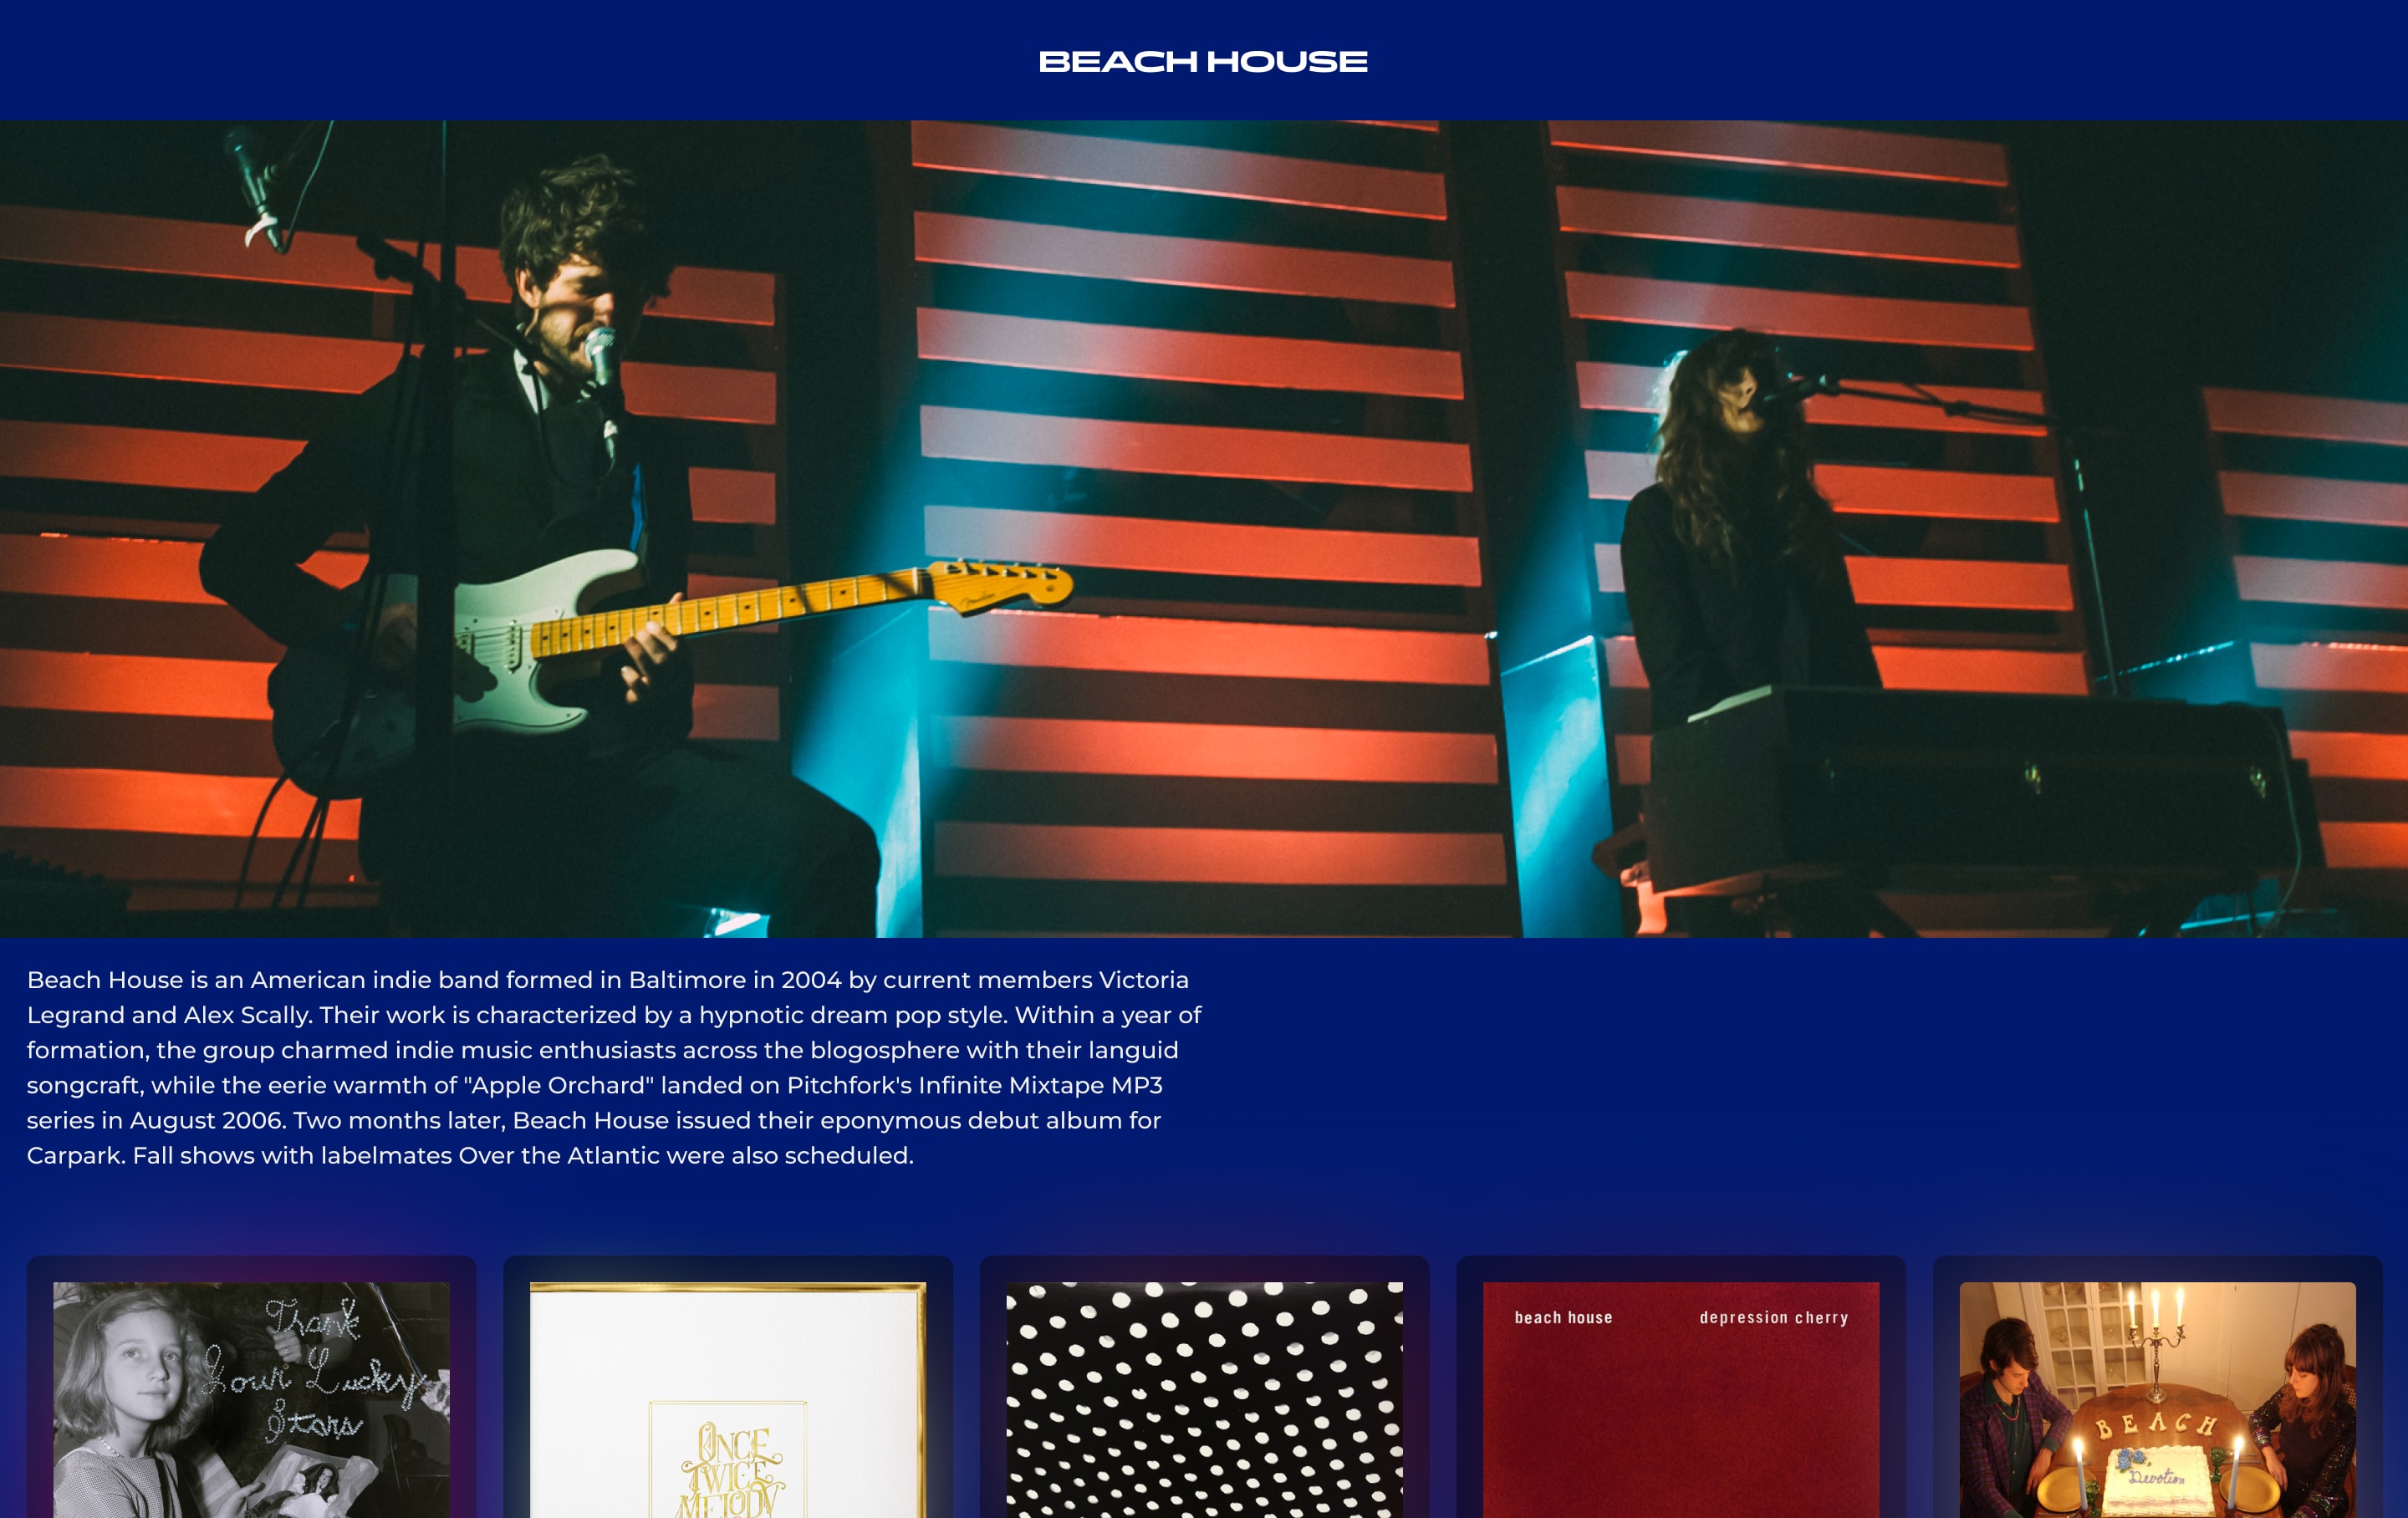 BEACH HOUSE
Beach House is an American indie band formed in Baltimore in 2004 by current members Victoria
Legrand and Alex Scally. Their work is characterized by a hypnotic dream pop style. Within a year of
formation, the group charmed indie music enthusiasts across the blogosphere with their languid
songcraft, while the eerie warmth of "Apple Orchard" landed on Pitchfork's Infinite Mixtape MP3
series in August 2006. Two months later, Beach House issued their eponymous debut album for
Carpark. Fall shows with labelmates Over the Atlantic were also scheduled.
Thank
Your Lucky
Stars
ONCE
TWICE
MELODY
beach house depression cherry
BEACH
Devotion